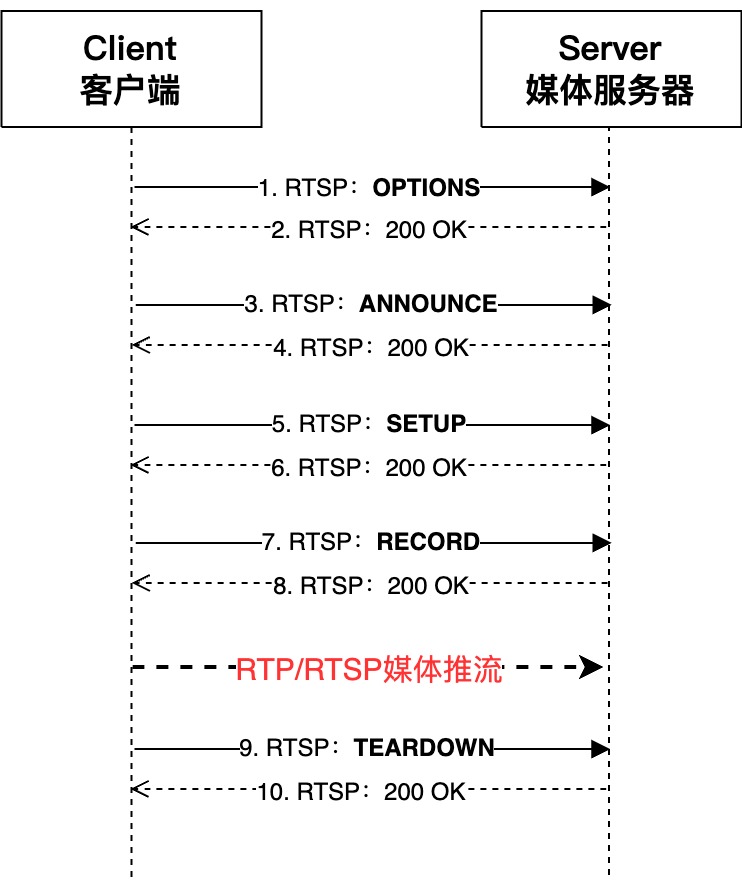 Client
客户端
Server
媒体服务器
1. RTSP：OPTIONS
2. RTSP：200 OK
3. RTSP：ANNOUNCE
4. RTSP：200 OK
5. RTSP：SETUP
6. RTSP：200 OK
7. RTSP：RECORD
8. RTSP：200 OK
RTP/RTSP媒体推流
9. RTSP：TEARDOWN
10. RTSP：200 OK